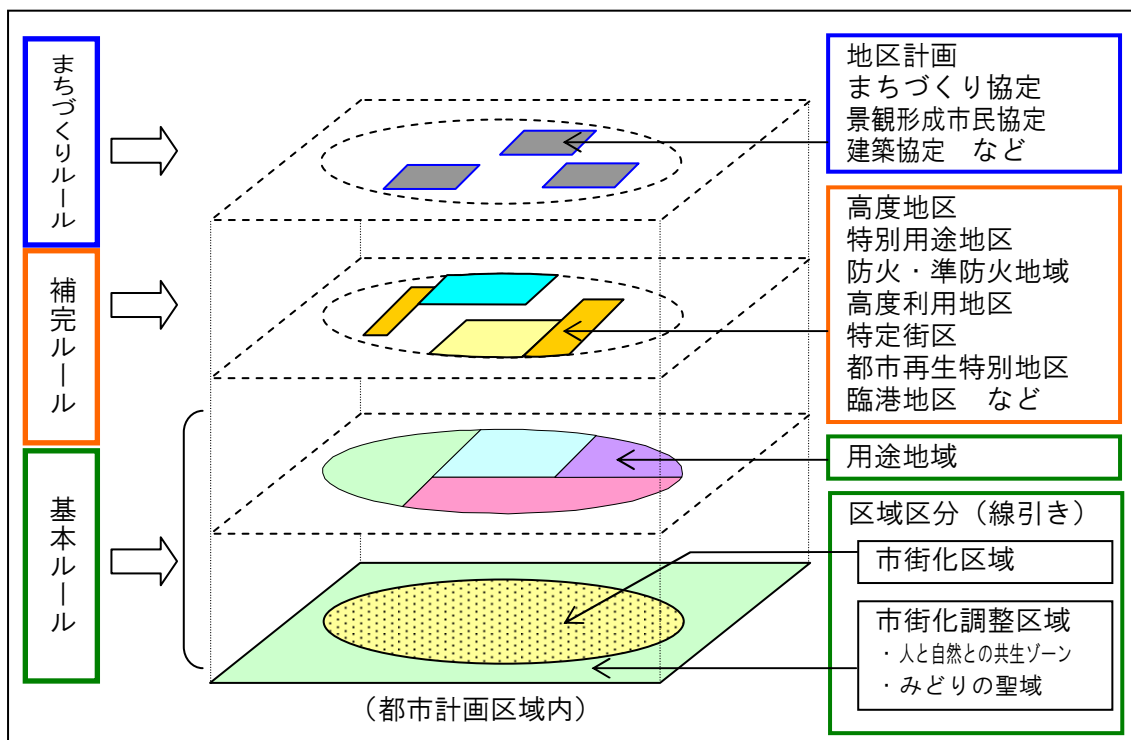 まちづくりルール
補完ルール
基本ルール
地区計画
まちづくり協定
景観形成市民協定
建築協定　など
高度地区
特別用途地区
防火・準防火地域
高度利用地区
特定街区
都市再生特別地区
臨港地区　など
用途地域
区域区分（線引き）
市街化区域
市街化調整区域
・人と自然との共生ゾーン
・みどりの聖域
（都市計画区域内）